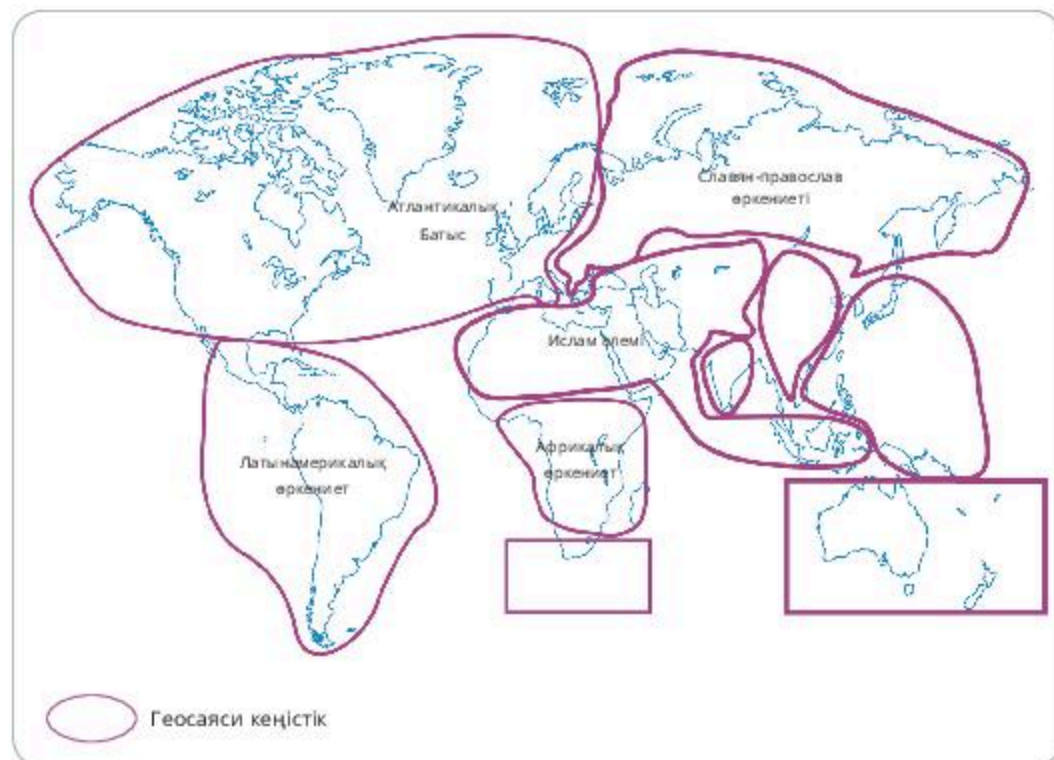 Атлантикалық
Батыс
Славян-православ
өркениеті
Ислам әлемі
Латынамерикалық
өркениет
Африкалық
өркениет
Геосаяси кеңістік